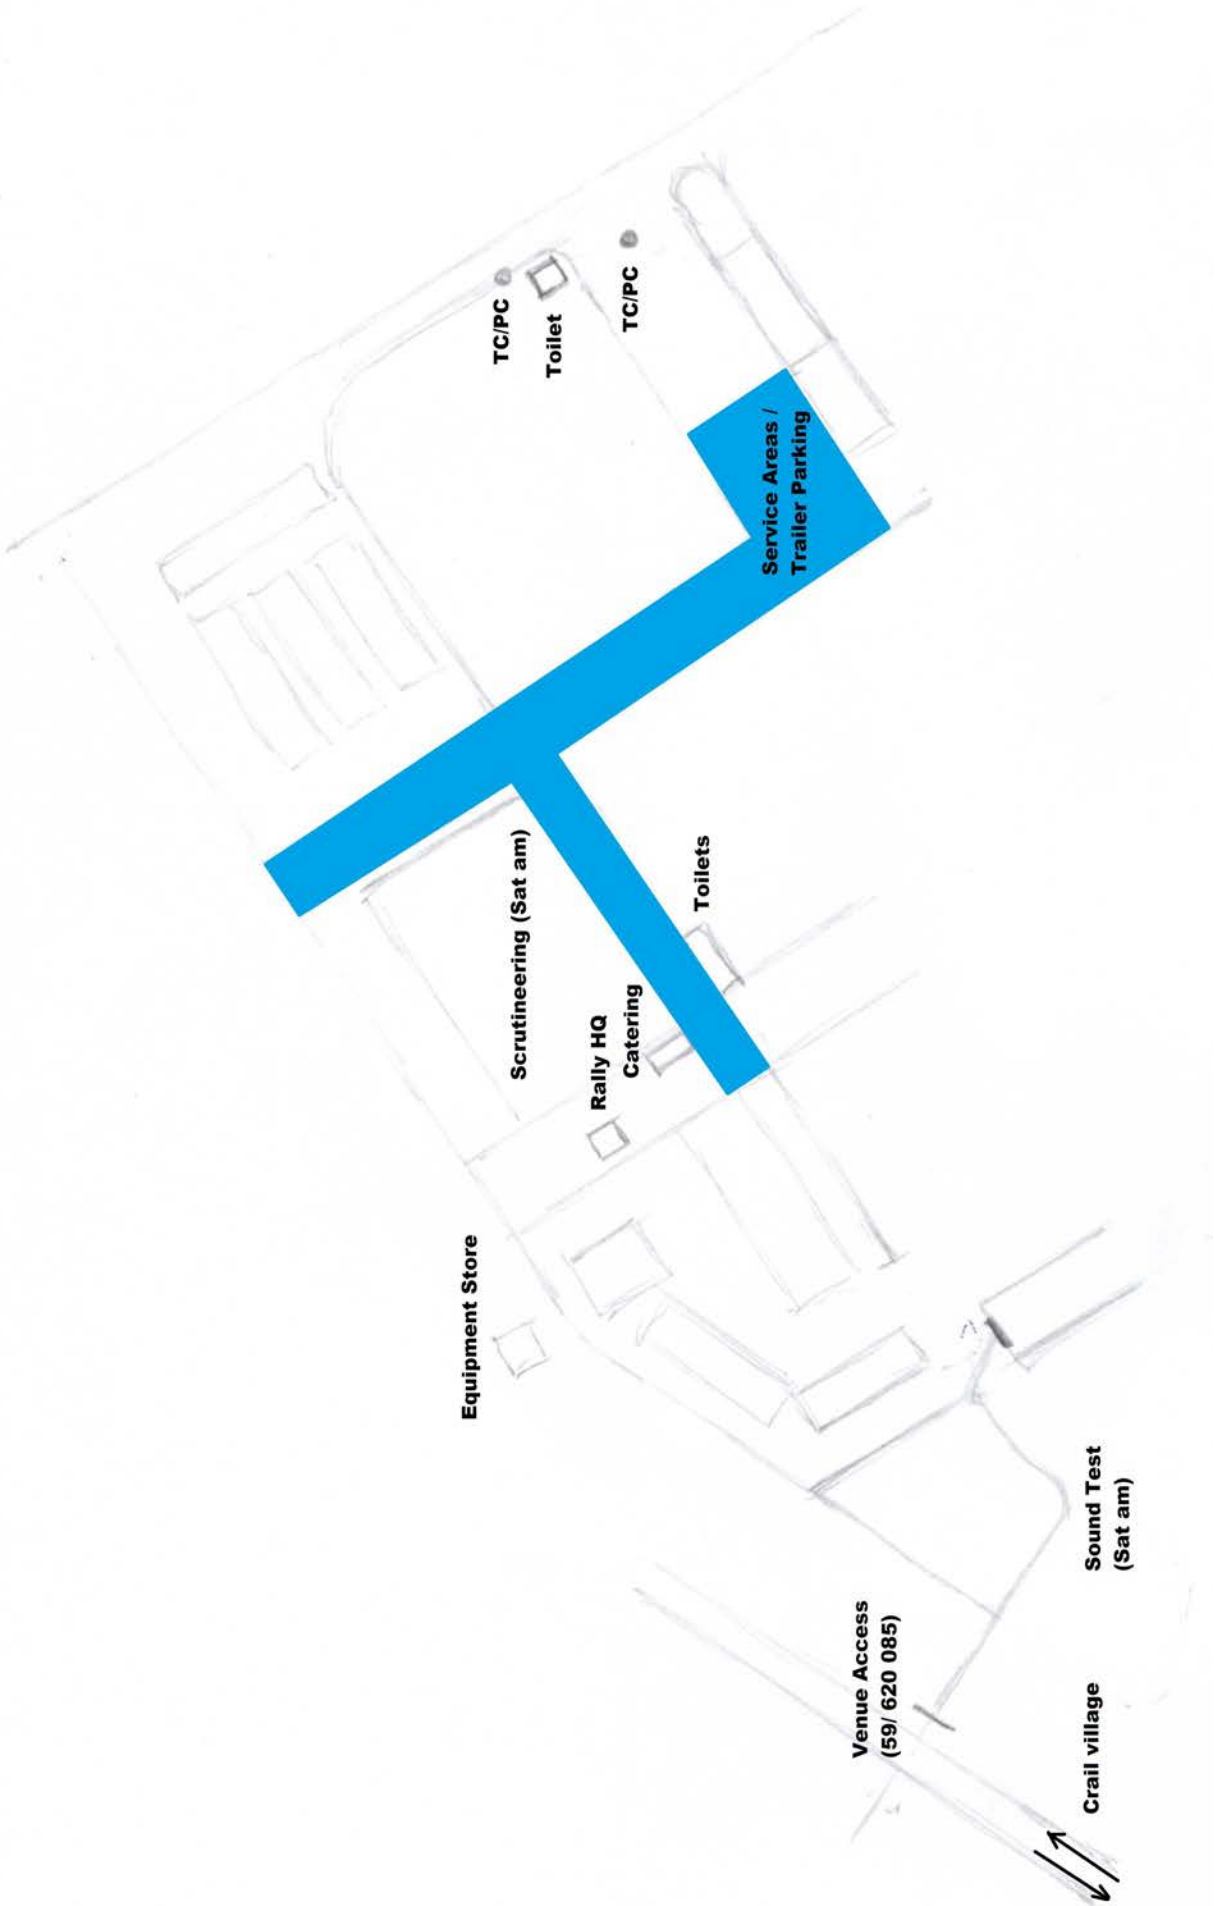 TC/PC
Toilet
TC/PC
Service Areas /
Trailer Parking
Scrutineering (Sat am)
Toilets
Rally HQ
Catering
Equipment Store
Sound Test
(Sat am)
Venue Access
(59/ 620 085)
Crail village